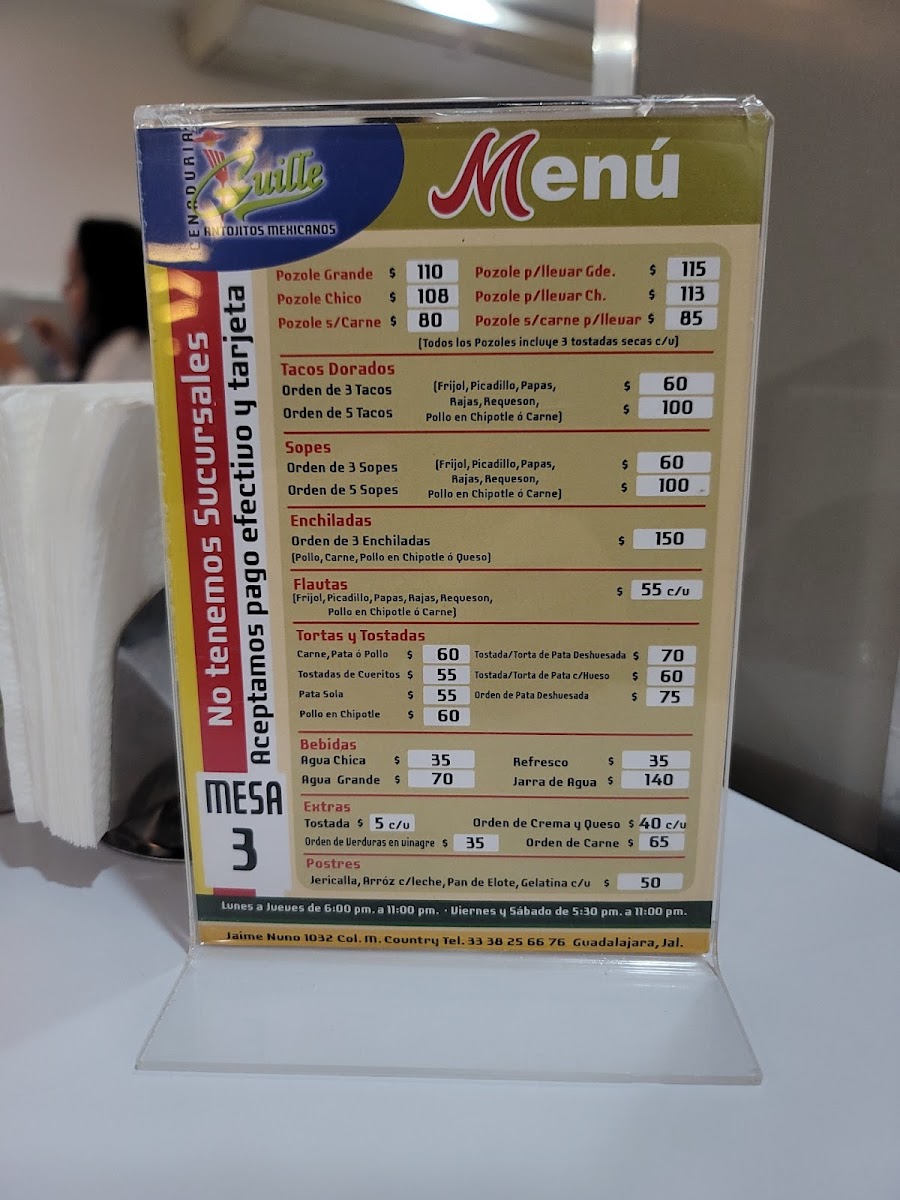 CENADURIA
Guille
ANTOJITOS MEXICANOS
Menú
No tenemos Sucursales
Aceptamos pago efectivo y tarjeta
MESA
3
Pozole Grande $ 110 Pozole p/llevar Gde. $ 115
Pozole Chico $ 108 Pozole p/llevar Ch. $ 113
Pozole s/Carne $ 80 Pozole s/carne p/llevar $ 85
(Todos los Pozoles incluye 3 tostadas secas c/u)
Tacos Dorados
Orden de 3 Tacos (Frijol, Picadillo, Papas, $ 60
Rajas, Requeson,
Orden de 5 Tacos Pollo en Chipotle ó Carne) $ 100
Sopes
Orden de 3 Sopes (Frijol, Picadillo, Papas, $ 60
Rajas, Requeson,
Orden de 5 Sopes Pollo en Chipotle ó Carne) $ 100
Enchiladas
Orden de 3 Enchiladas $ 150
(Pollo, Carne, Pollo en Chipotle ó Queso)
Flautas $ 55 c/u
(Frijol, Picadillo, Papas, Rajas, Requeson,
Pollo en Chipotle ó Carne)
Tortas y Tostadas
Carne, Pata ó Pollo $ 60 Tostada/Torta de Pata Deshuesada $ 70
Tostadas de Cueritos $ 55 Tostada/Torta de Pata c/Hueso $ 60
Pata Sola $ 55 Orden de Pata Deshuesada $ 75
Pollo en Chipotle $ 60
Bebidas
Agua Chica $ 35 Refresco $ 35
Agua Grande $ 70 Jarra de Agua $ 140
Extras
Tostada $ 5 c/u Orden de Crema y Queso $ 40 c/u
Orden de Verduras en vinagre $ 35 Orden de Carne $ 65
Postres
Jericalla, Arróz c/leche, Pan de Elote, Gelatina c/u $ 50
Lunes a Jueves de 6:00 pm. a 11:00 pm. · Viernes y Sábado de 5:30 pm. a 11:00 pm.
Jaime Nuno 1032 Col. M. Country Tel. 33 38 25 66 76 Guadalajara, Jal.